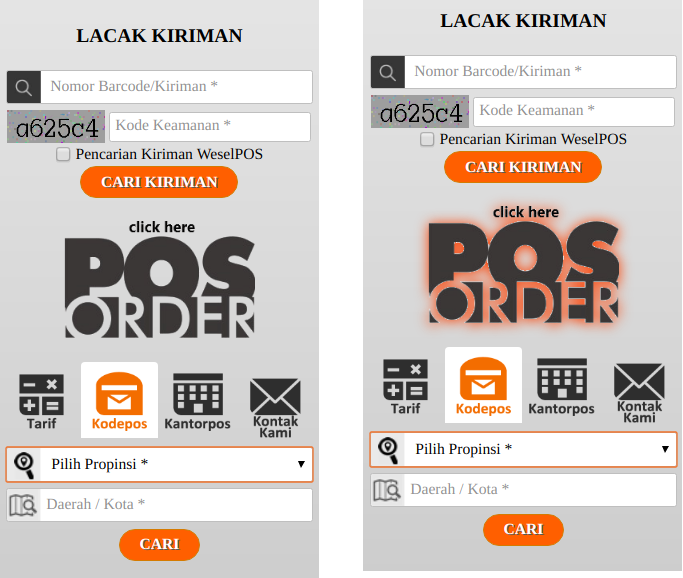 LACAK KIRIMAN
Nomor Barcode/Kiriman *
a625c4
Kode Keamanan *
Pencarian Kiriman WeselPOS
CARI KIRIMAN
click here
POS
ORDER
Tarif
Kodepos
Kantorpos
Kontak
Kami
Pilih Propinsi *
Daerah / Kota *
CARI
LACAK KIRIMAN
Nomor Barcode/Kiriman *
a625c4
Kode Keamanan *
Pencarian Kiriman WeselPOS
CARI KIRIMAN
click here
POS
ORDER
Tarif
Kodepos
Kantorpos
Kontak
Kami
Pilih Propinsi *
Daerah / Kota *
CARI